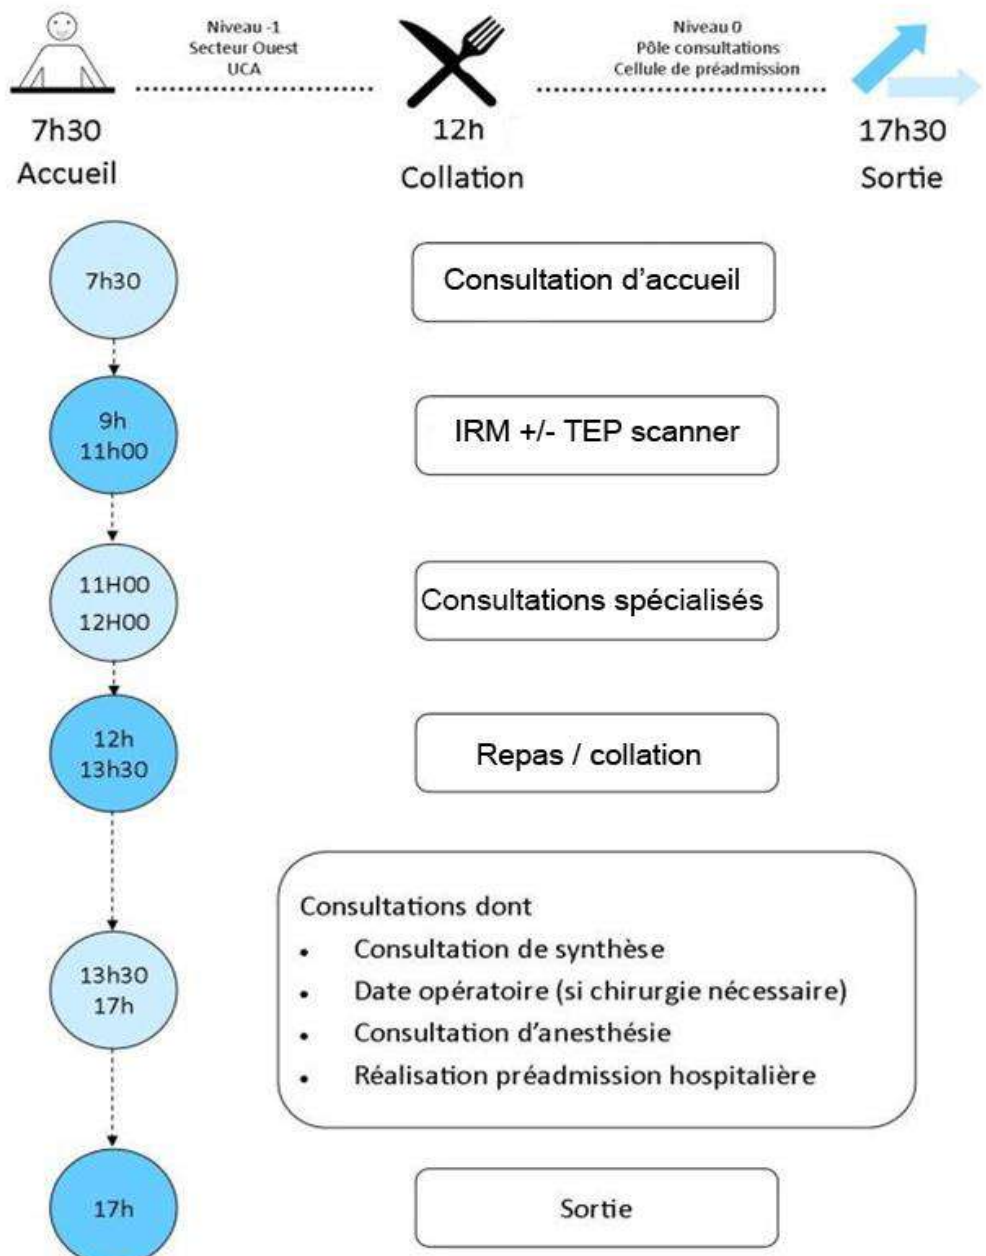 Niveau -1
Secteur Ouest
UCA
Niveau 0
Pôle consultations
Cellule de préadmission
7h30
Accueil
12h
Collation
17h30
Sortie
7h30
Consultation d'accueil
9h
11h00
IRM +/- TEP scanner
11H00
12H00
Consultations spécialisés
12h
13h30
Repas / collation
13h30
17h
Consultations dont
• Consultation de synthèse
• Date opératoire (si chirurgie nécessaire)
• Consultation d'anesthésie
• Réalisation préadmission hospitalière
17h
Sortie